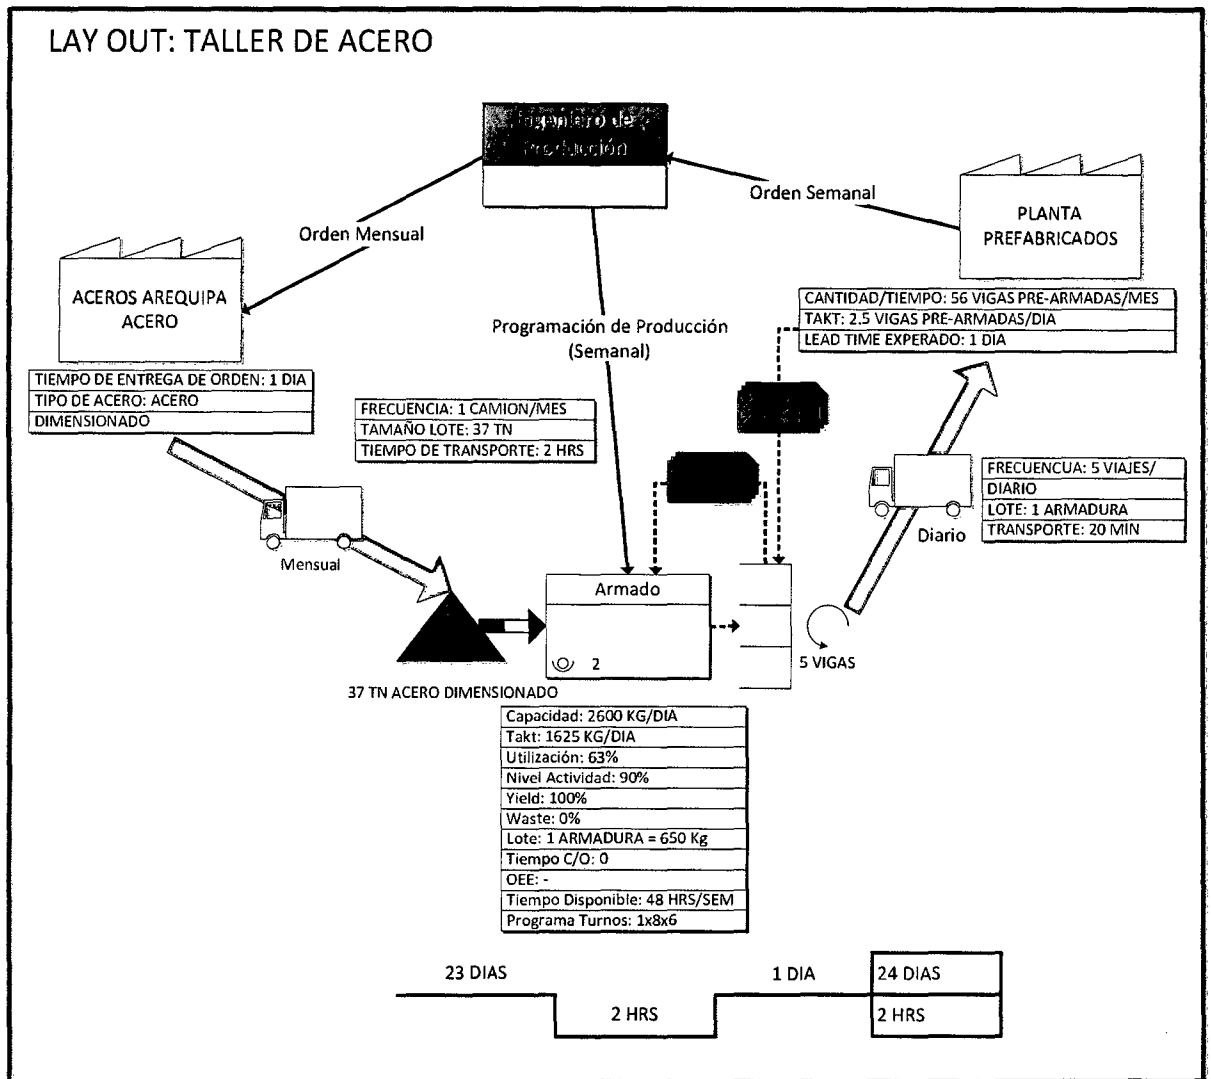 LAY OUT: TALLER DE ACERO
Ingeniero de
Producción
Orden Semanal
PLANTA
PREFABRICADOS
Orden Mensual
ACEROS AREQUIPA
ACERO
CANTIDAD/TIEMPO: 56 VIGAS PRE-ARMADAS/MES
TAKT: 2.5 VIGAS PRE-ARMADAS/DIA
LEAD TIME EXPERADO: 1 DIA
Programación de Producción
(Semanal)
TIEMPO DE ENTREGA DE ORDEN: 1 DIA
TIPO DE ACERO: ACERO
DIMENSIONADO
FRECUENCIA: 1 CAMION/MES
TAMAÑO LOTE: 37 TN
TIEMPO DE TRANSPORTE: 2 HRS
FRECUENCUA: 5 VIAJES/
DIARIO
LOTE: 1 ARMADURA
TRANSPORTE: 20 MIN
Diario
Mensual
Armado
2
5 VIGAS
37 TN ACERO DIMENSIONADO
Capacidad: 2600 KG/DIA
Takt: 1625 KG/DIA
Utilización: 63%
Nivel Actividad: 90%
Yield: 100%
Waste: 0%
Lote: 1 ARMADURA = 650 Kg
Tiempo C/O: 0
OEE: -
Tiempo Disponible: 48 HRS/SEM
Programa Turnos: 1x8x6
23 DIAS
1 DIA
24 DIAS
2 HRS
2 HRS